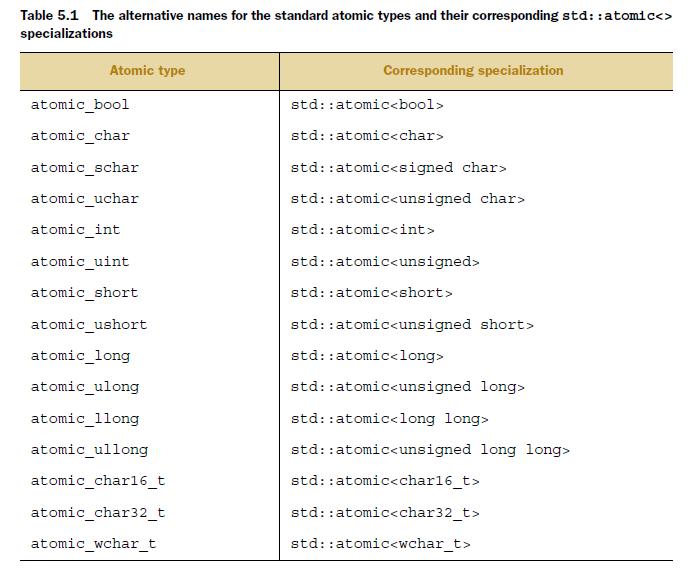 Table 5.1 The alternative names for the standard atomic types and their corresponding std::atomic<>
specializations
Atomic type Corresponding specialization
atomic_bool std::atomic<bool>
atomic_char std::atomic<char>
atomic_schar std::atomic<signed char>
atomic_uchar std::atomic<unsigned char>
atomic_int std::atomic<int>
atomic_uint std::atomic<unsigned>
atomic_short std::atomic<short>
atomic_ushort std::atomic<unsigned short>
atomic_long std::atomic<long>
atomic_ulong std::atomic<unsigned long>
atomic_llong std::atomic<long long>
atomic_ullong std::atomic<unsigned long long>
atomic_char16_t std::atomic<char16_t>
atomic_char32_t std::atomic<char32_t>
atomic_wchar_t std::atomic<wchar_t>